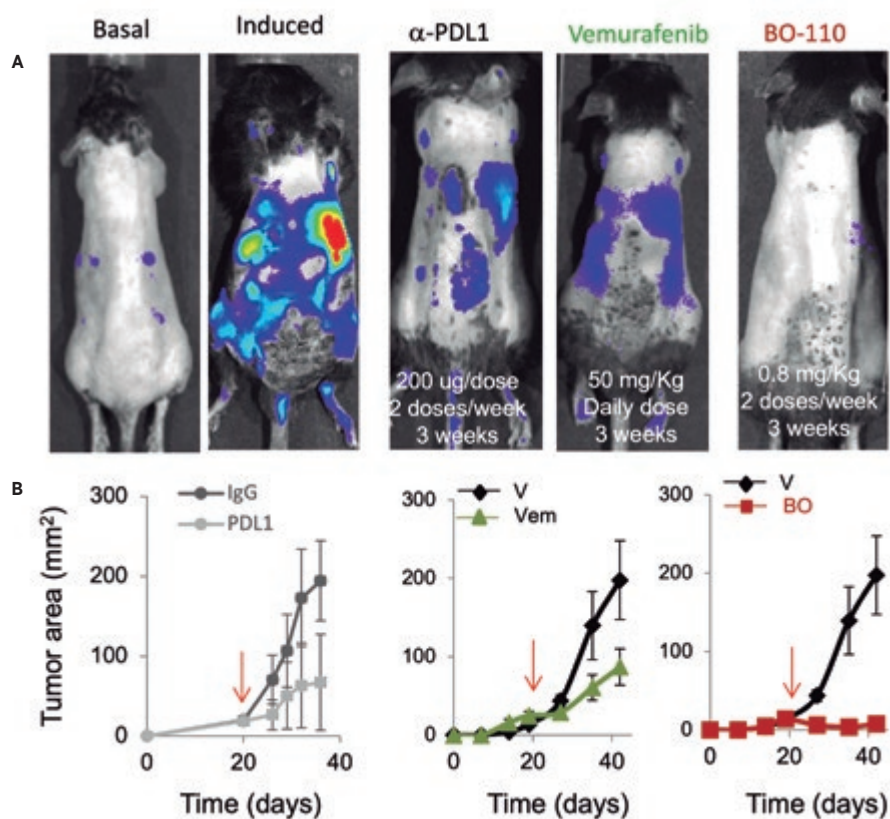 Basal
Induced
α-PDL1
Vemurafenib
BO-110
A
200 ug/dose
2 doses/week
3 weeks
50 mg/Kg
Daily dose
3 weeks
0.8 mg/Kg
2 doses/week
3 weeks
B
Tumor area (mm²)
300
200
100
0
IgG
PDL1
0
20
40
Time (days)
300
200
100
0
V
Vem
0
20
40
Time (days)
300
200
100
0
V
BO
0
20
40
Time (days)